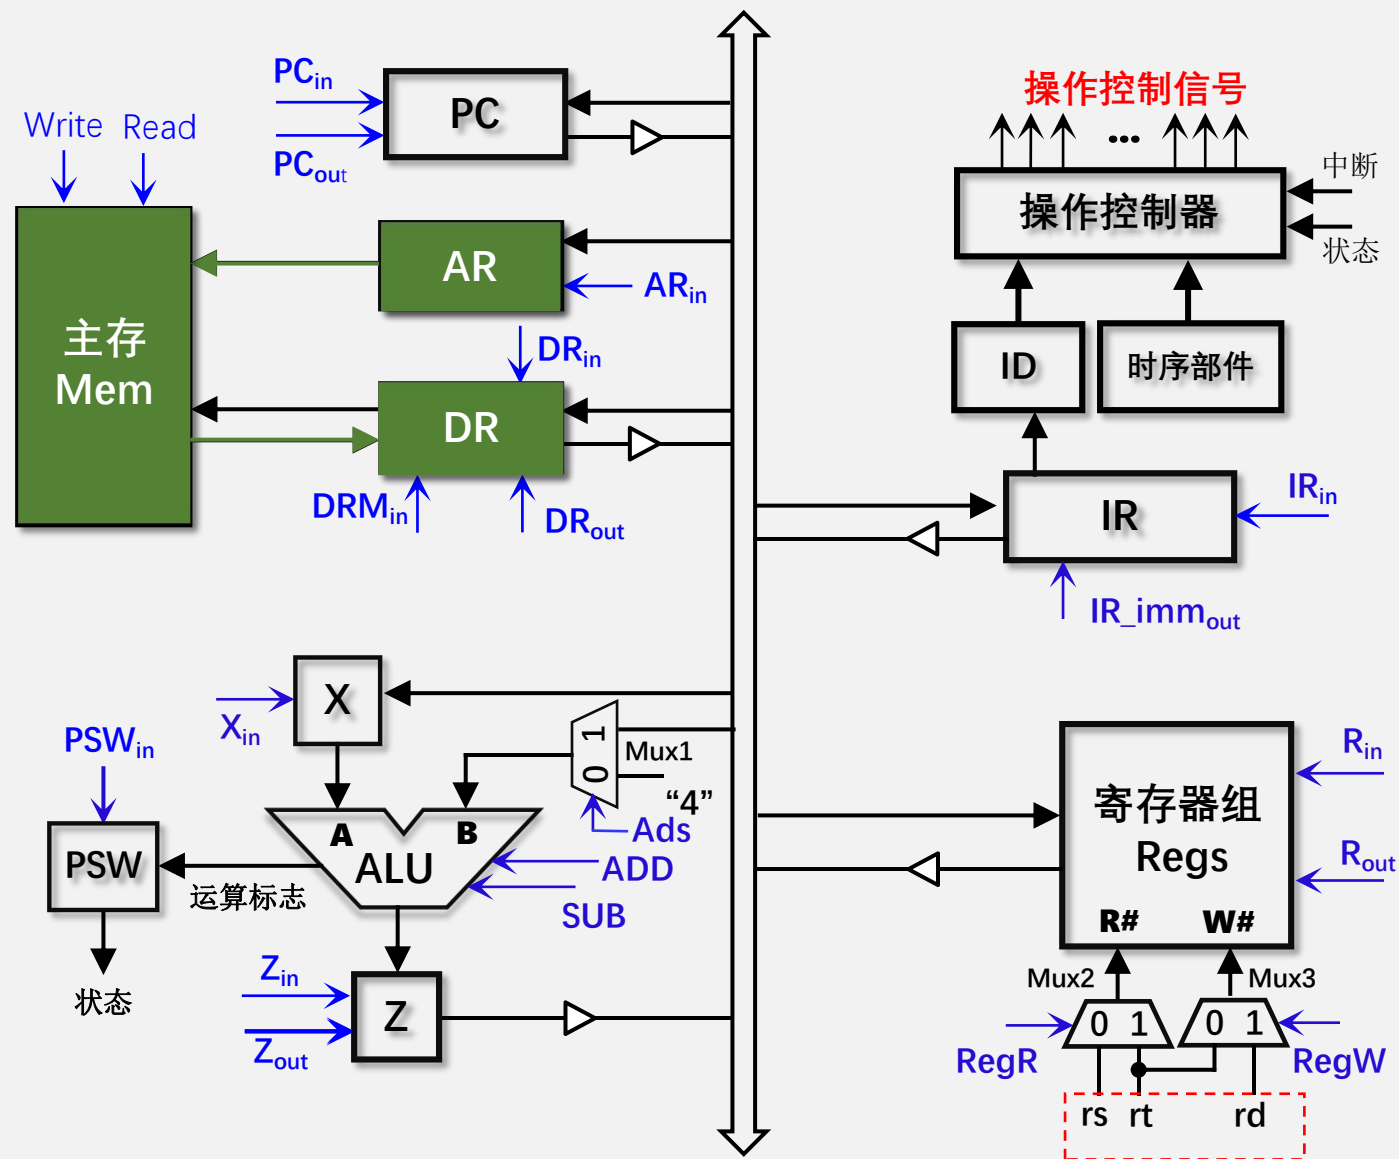 PCin
PC
PCout
Write
Read
操作控制信号
•••
操作控制器
中断
状态
主存
Mem
AR
ARin
DRin
DR
DRMin
DRout
ID
时序部件
IR
IRin
IR_immout
X
Xin
1
0
Mux1
“4”
Ads
PSWin
PSW
A
B
ALU
ADD
SUB
运算标志
状态
Zin
Z
Zout
寄存器组
Regs
Rin
Rout
R# W#
Mux2
Mux3
0 1
0 1
RegR
RegW
rs rt rd